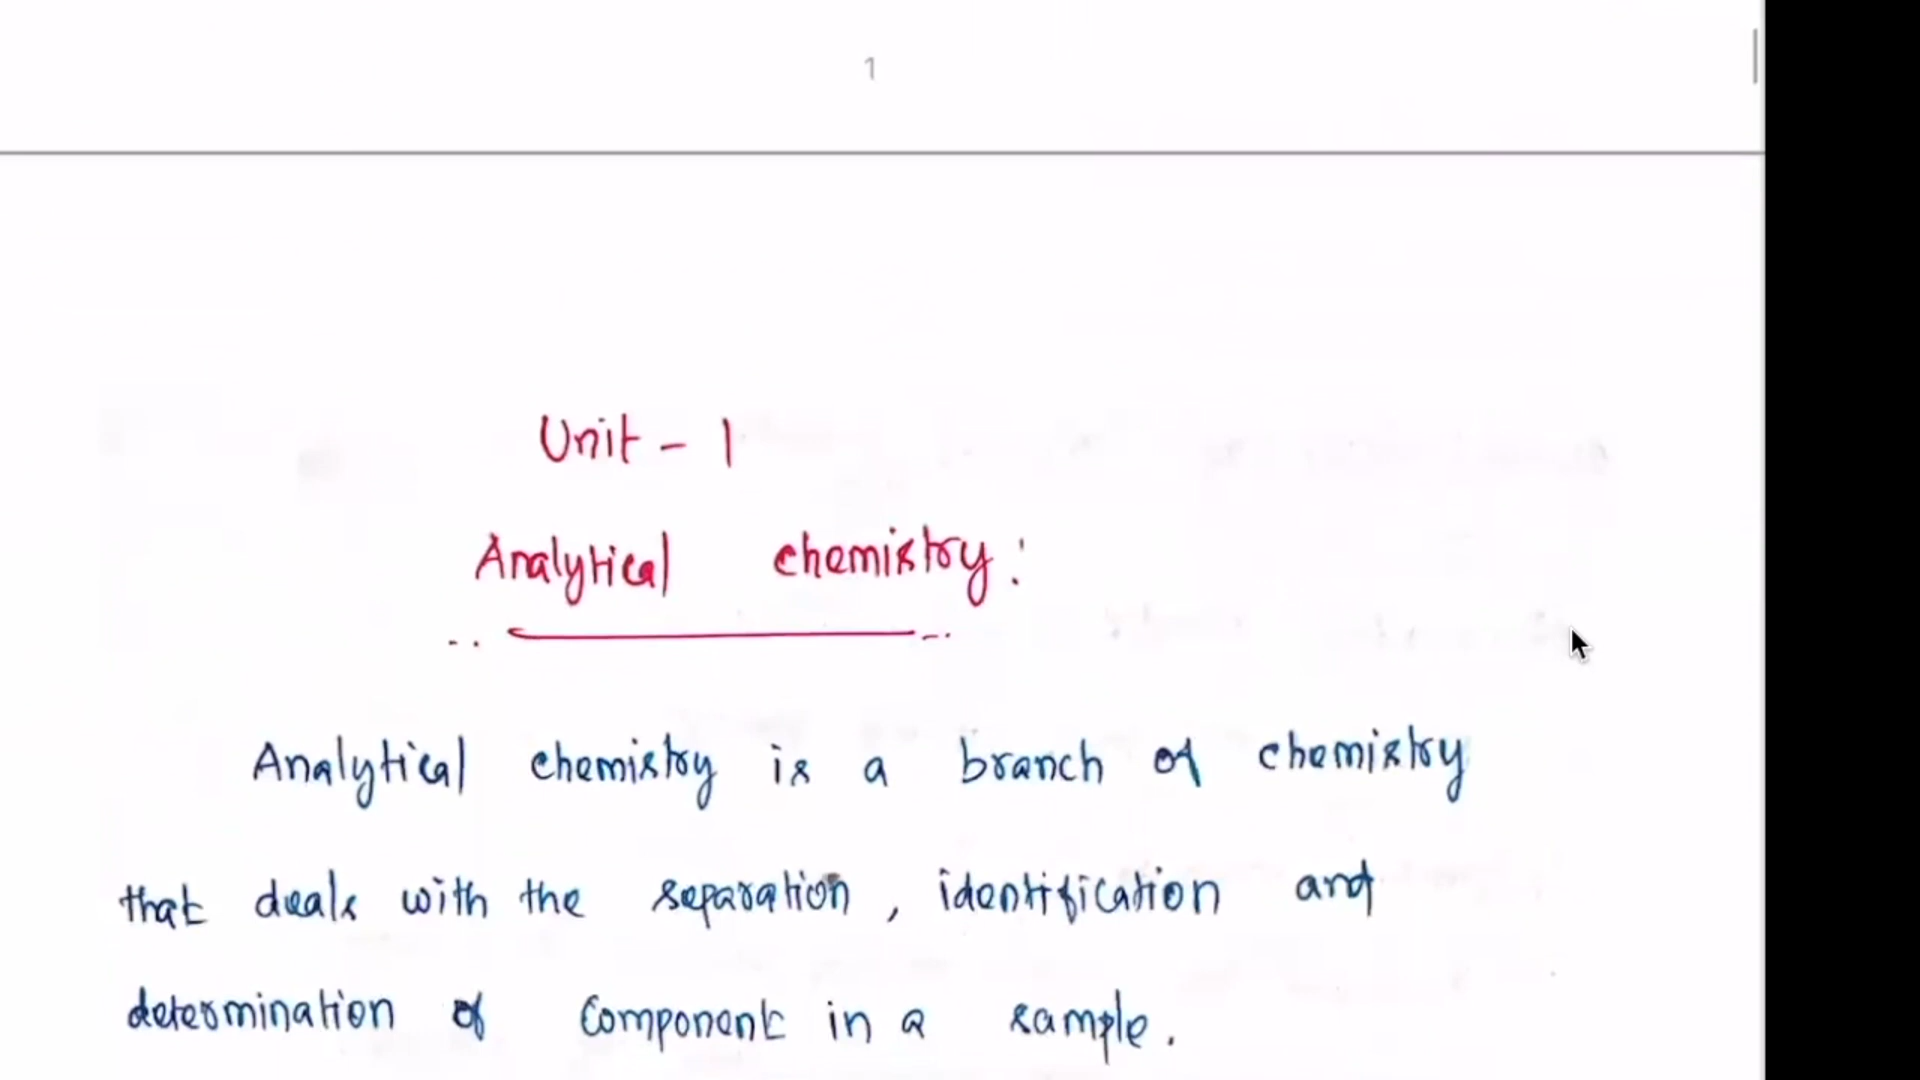 1
Unit - 1
Analytical chemistry:
Analytical chemistry is a branch of chemistry
that deals with the separation, identification and
determination of component in a sample.